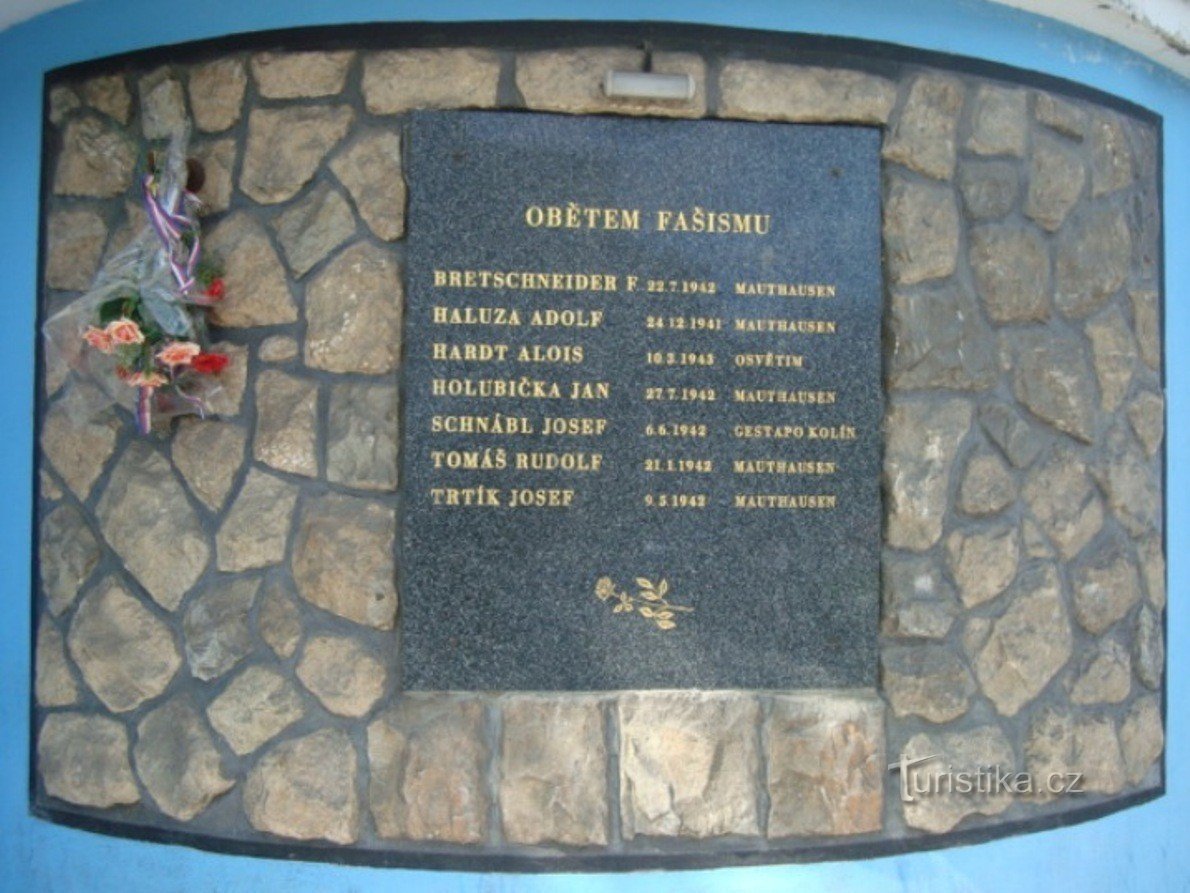 OBĚTEM FAŠISMU
BRETSCHNEIDER F. 22.7.1942 MAUTHAUSEN
HALUZA ADOLF 24.12.1941 MAUTHAUSEN
HARDT ALOIS 10.3.1943 OSVĚTIM
HOLUBIČKA JAN 27.7.1942 MAUTHAUSEN
SCHNÁBL JOSEF 6.6.1942 GESTAPO KOLÍN
TOMÁŠ RUDOLF 21.1.1942 MAUTHAUSEN
TRTÍK JOSEF 9.5.1942 MAUTHAUSEN
Turistika.cz